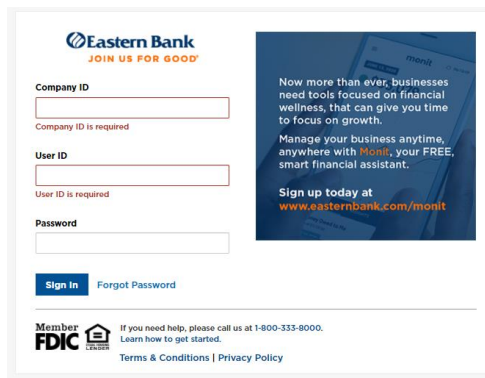 Eastern Bank
JOIN US FOR GOOD®
Company ID
Company ID is required
User ID
User ID is required
Password
Sign In Forgot Password
monit
Now more than ever, businesses
need tools focused on financial
wellness, that can give you time
to focus on growth.
Manage your business anytime,
anywhere with Monit, your FREE,
smart financial assistant.
Sign up today at
www.easternbank.com/monit
Member
FDIC
LENDER
If you need help, please call us at 1-800-333-8000.
Learn how to get started.
Terms & Conditions | Privacy Policy